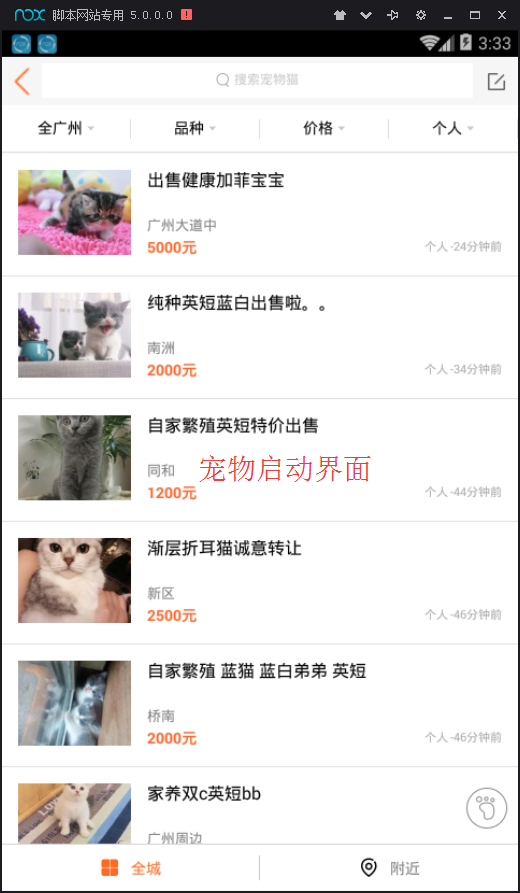 nox 脚本网站专用 5.0.0.0
3:33
搜索宠物猫
全广州 品种 价格 个人
出售健康加菲宝宝
广州大道中
5000元 个人-24分钟前
纯种英短蓝白出售啦。。
南洲
2000元 个人-34分钟前
自家繁殖英短特价出售
同和
宠物启动界面
1200元 个人-44分钟前
渐层折耳猫诚意转让
新区
2500元 个人-46分钟前
自家繁殖 蓝猫 蓝白弟弟 英短
桥南
2000元 个人-46分钟前
家养双c英短bb
广州周边
全城 附近